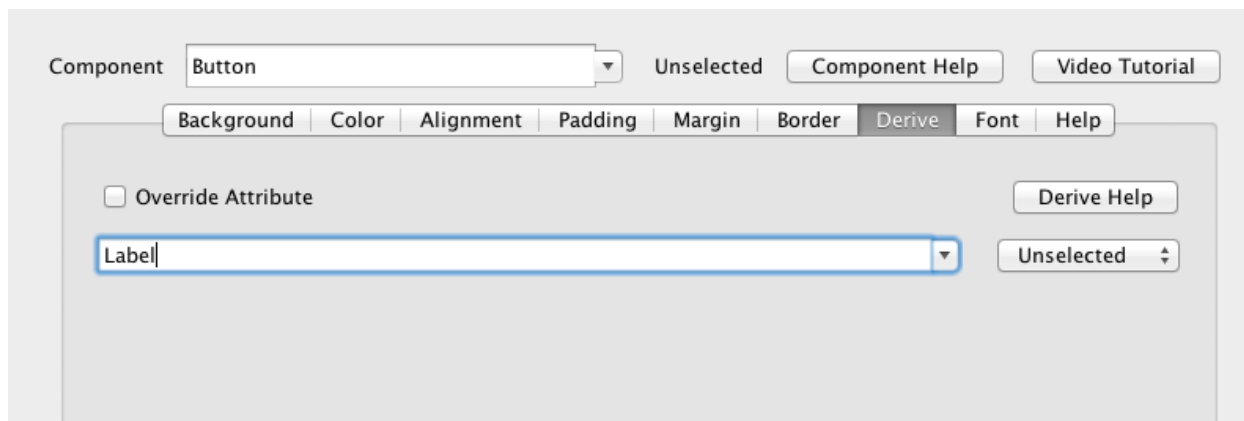 Component Button Unselected Component Help Video Tutorial
Background Color Alignment Padding Margin Border Derive Font Help
Override Attribute Derive Help
Label Unselected